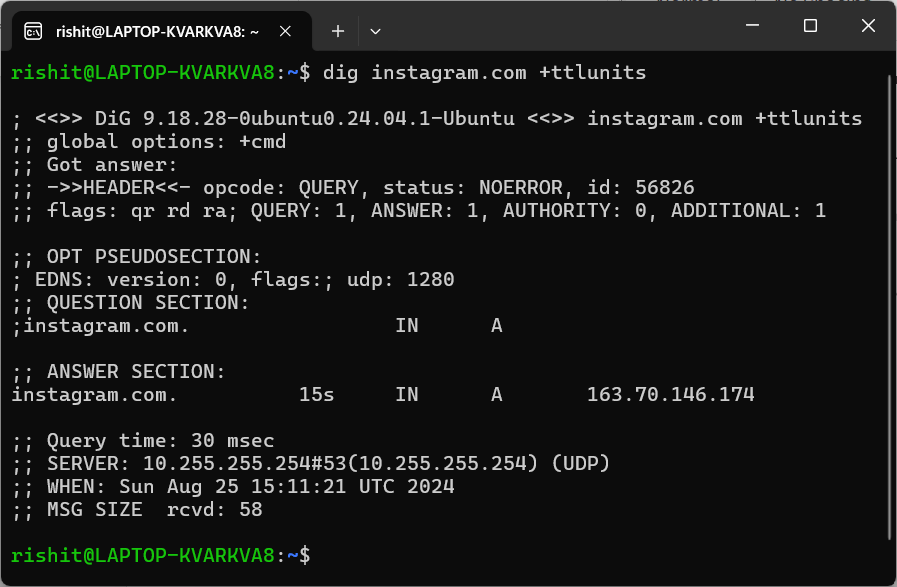 rishit@LAPTOP-KVARKVA8: ~
rishit@LAPTOP-KVARKVA8:~$ dig instagram.com +ttlunits

; <<>> DiG 9.18.28-0ubuntu0.24.04.1-Ubuntu <<>> instagram.com +ttlunits
;; global options: +cmd
;; Got answer:
;; ->>HEADER<<- opcode: QUERY, status: NOERROR, id: 56826
;; flags: qr rd ra; QUERY: 1, ANSWER: 1, AUTHORITY: 0, ADDITIONAL: 1

;; OPT PSEUDOSECTION:
; EDNS: version: 0, flags:; udp: 1280
;; QUESTION SECTION:
;instagram.com. IN A

;; ANSWER SECTION:
instagram.com. 15s IN A 163.70.146.174

;; Query time: 30 msec
;; SERVER: 10.255.255.254#53(10.255.255.254) (UDP)
;; WHEN: Sun Aug 25 15:11:21 UTC 2024
;; MSG SIZE rcvd: 58

rishit@LAPTOP-KVARKVA8:~$